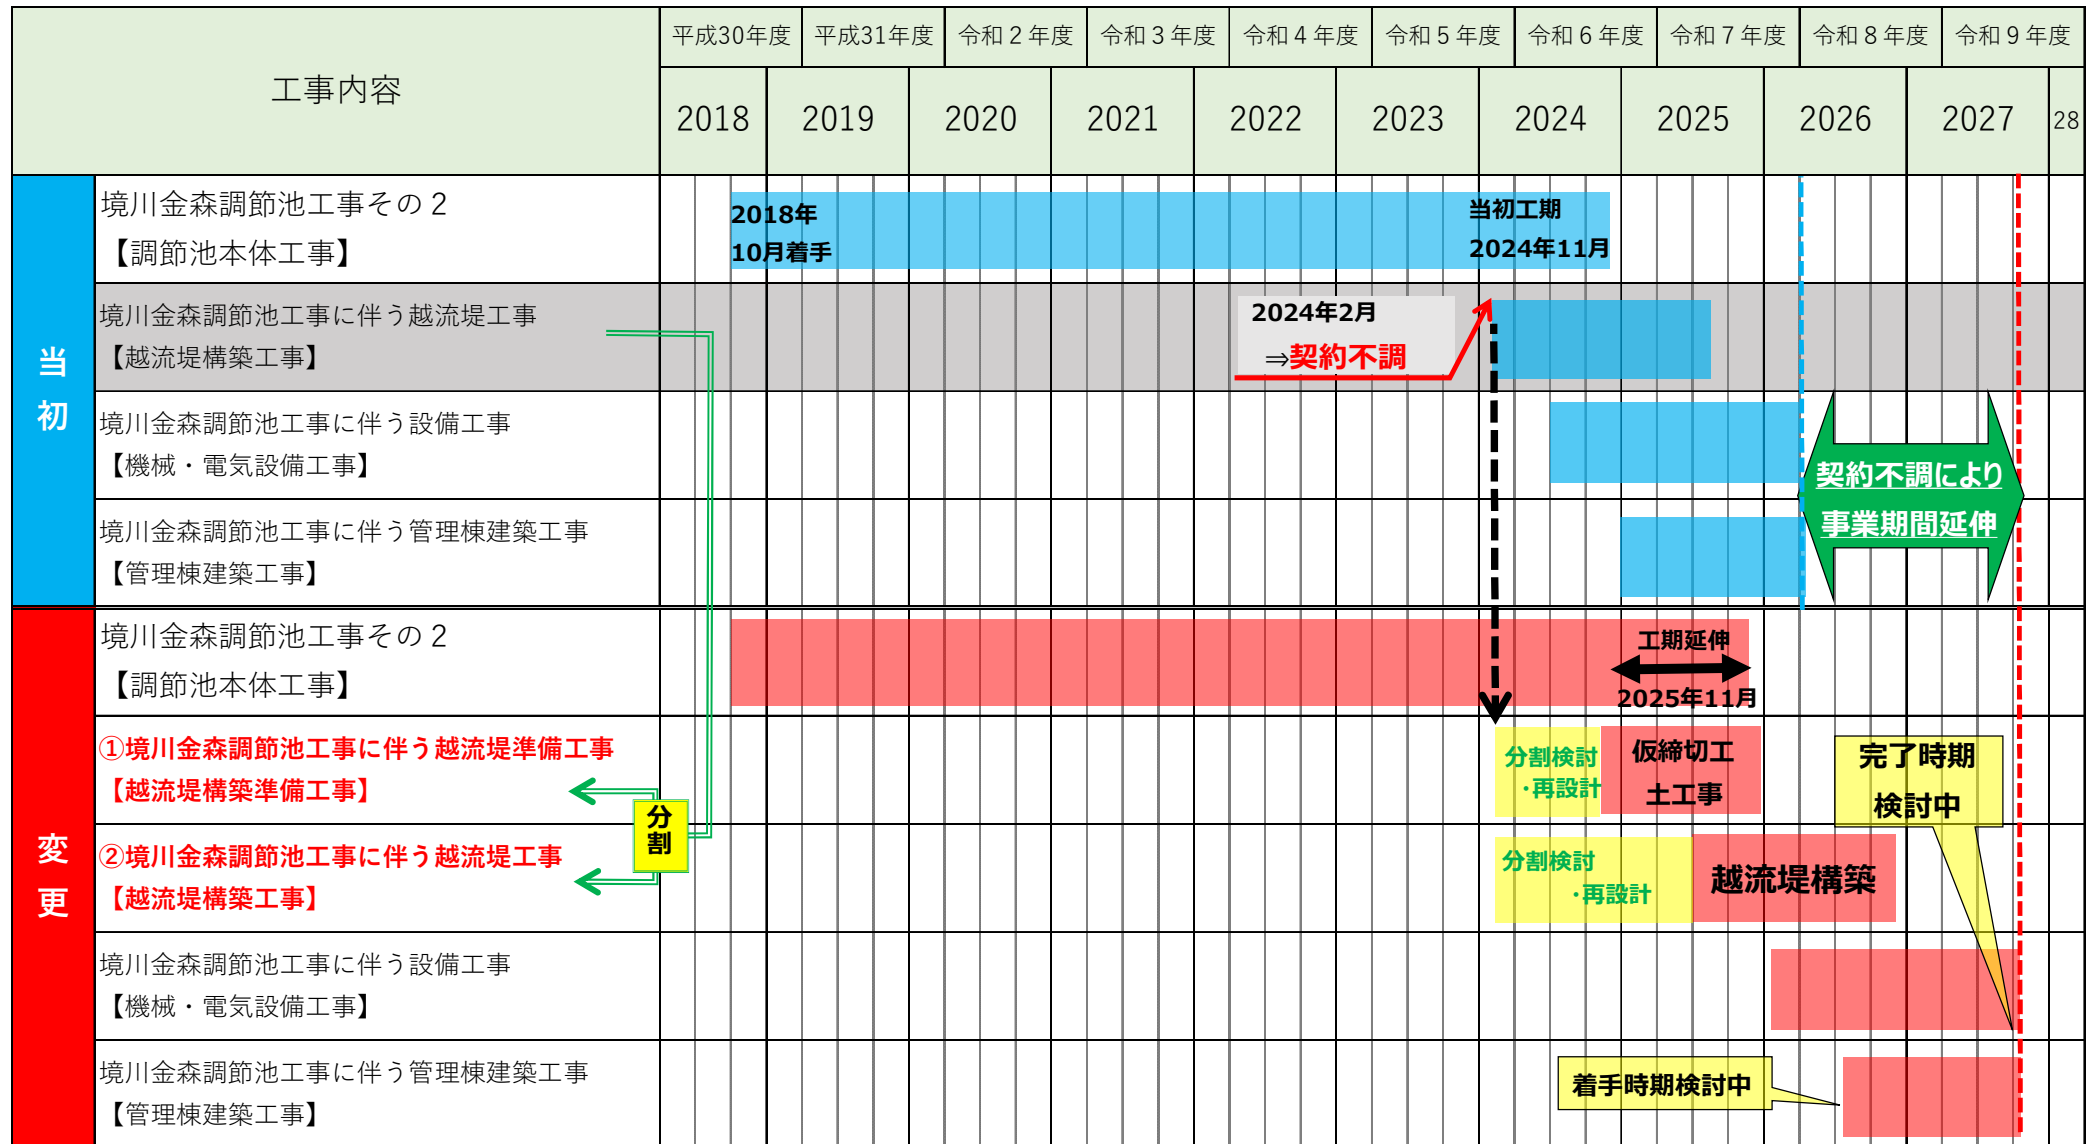 工事内容
平成30年度 平成31年度 令和２年度 令和３年度 令和４年度 令和５年度 令和６年度 令和７年度 令和８年度 令和９年度
2018 2019 2020 2021 2022 2023 2024 2025 2026 2027 28
当初
境川金森調節池工事その２
【調節池本体工事】
2018年
10月着手
当初工期
2024年11月
境川金森調節池工事に伴う越流堤工事
【越流堤構築工事】
2024年2月
⇒契約不調
境川金森調節池工事に伴う設備工事
【機械・電気設備工事】
契約不調により
事業期間延伸
境川金森調節池工事に伴う管理棟建築工事
【管理棟建築工事】
変更
境川金森調節池工事その２
【調節池本体工事】
工期延伸
2025年11月
①境川金森調節池工事に伴う越流堤準備工事
【越流堤構築準備工事】
分割検討
・再設計
仮締切工
土工事
完了時期
検討中
分割
②境川金森調節池工事に伴う越流堤工事
【越流堤構築工事】
分割検討
・再設計
越流堤構築
境川金森調節池工事に伴う設備工事
【機械・電気設備工事】
境川金森調節池工事に伴う管理棟建築工事
【管理棟建築工事】
着手時期検討中